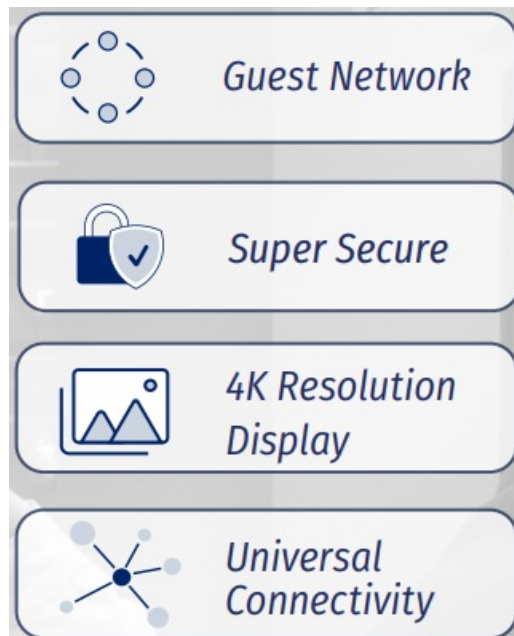 Guest Network
Super Secure
4K Resolution
Display
Universal
Connectivity